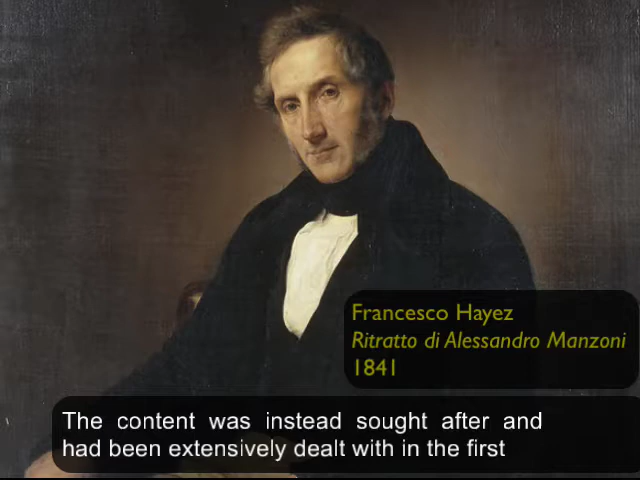 Francesco Hayez
Ritratto di Alessandro Manzoni
1841
The content was instead sought after and
had been extensively dealt with in the first